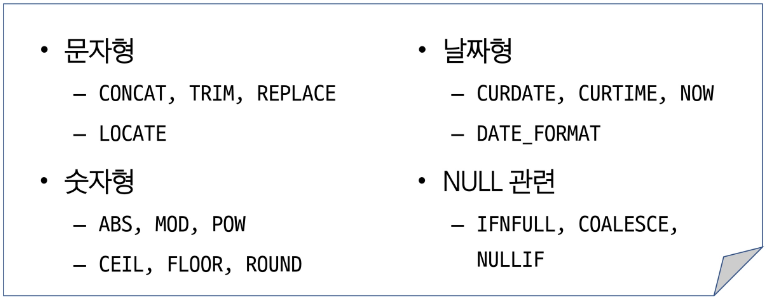 • 문자형
– CONCAT, TRIM, REPLACE
– LOCATE
• 숫자형
– ABS, MOD, POW
– CEIL, FLOOR, ROUND
• 날짜형
– CURDATE, CURTIME, NOW
– DATE_FORMAT
• NULL 관련
– IFNFULL, COALESCE,
NULLIF